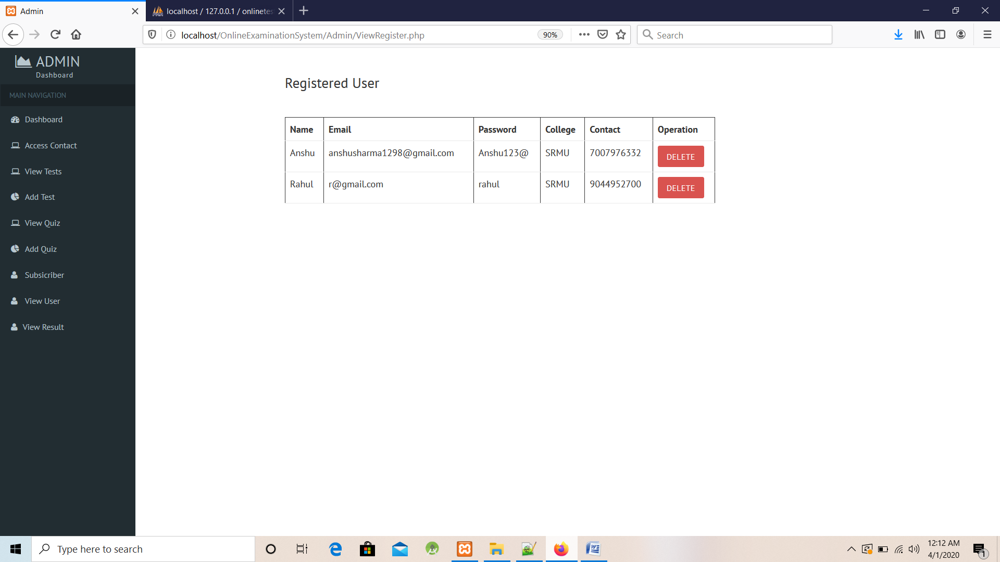 Admin
localhost / 127.0.0.1 / onlinetes
localhost/OnlineExaminationSystem/Admin/ViewRegister.php
90%
Search
ADMIN
Dashboard
MAIN NAVIGATION
Dashboard
Access Contact
View Tests
Add Test
View Quiz
Add Quiz
Subsicriber
View User
View Result
Registered User
Name Email Password College Contact Operation
Anshu anshusharma1298@gmail.com Anshu123@ SRMU 7007976332 DELETE
Rahul r@gmail.com rahul SRMU 9044952700 DELETE
Type here to search
12:12 AM
4/1/2020
1